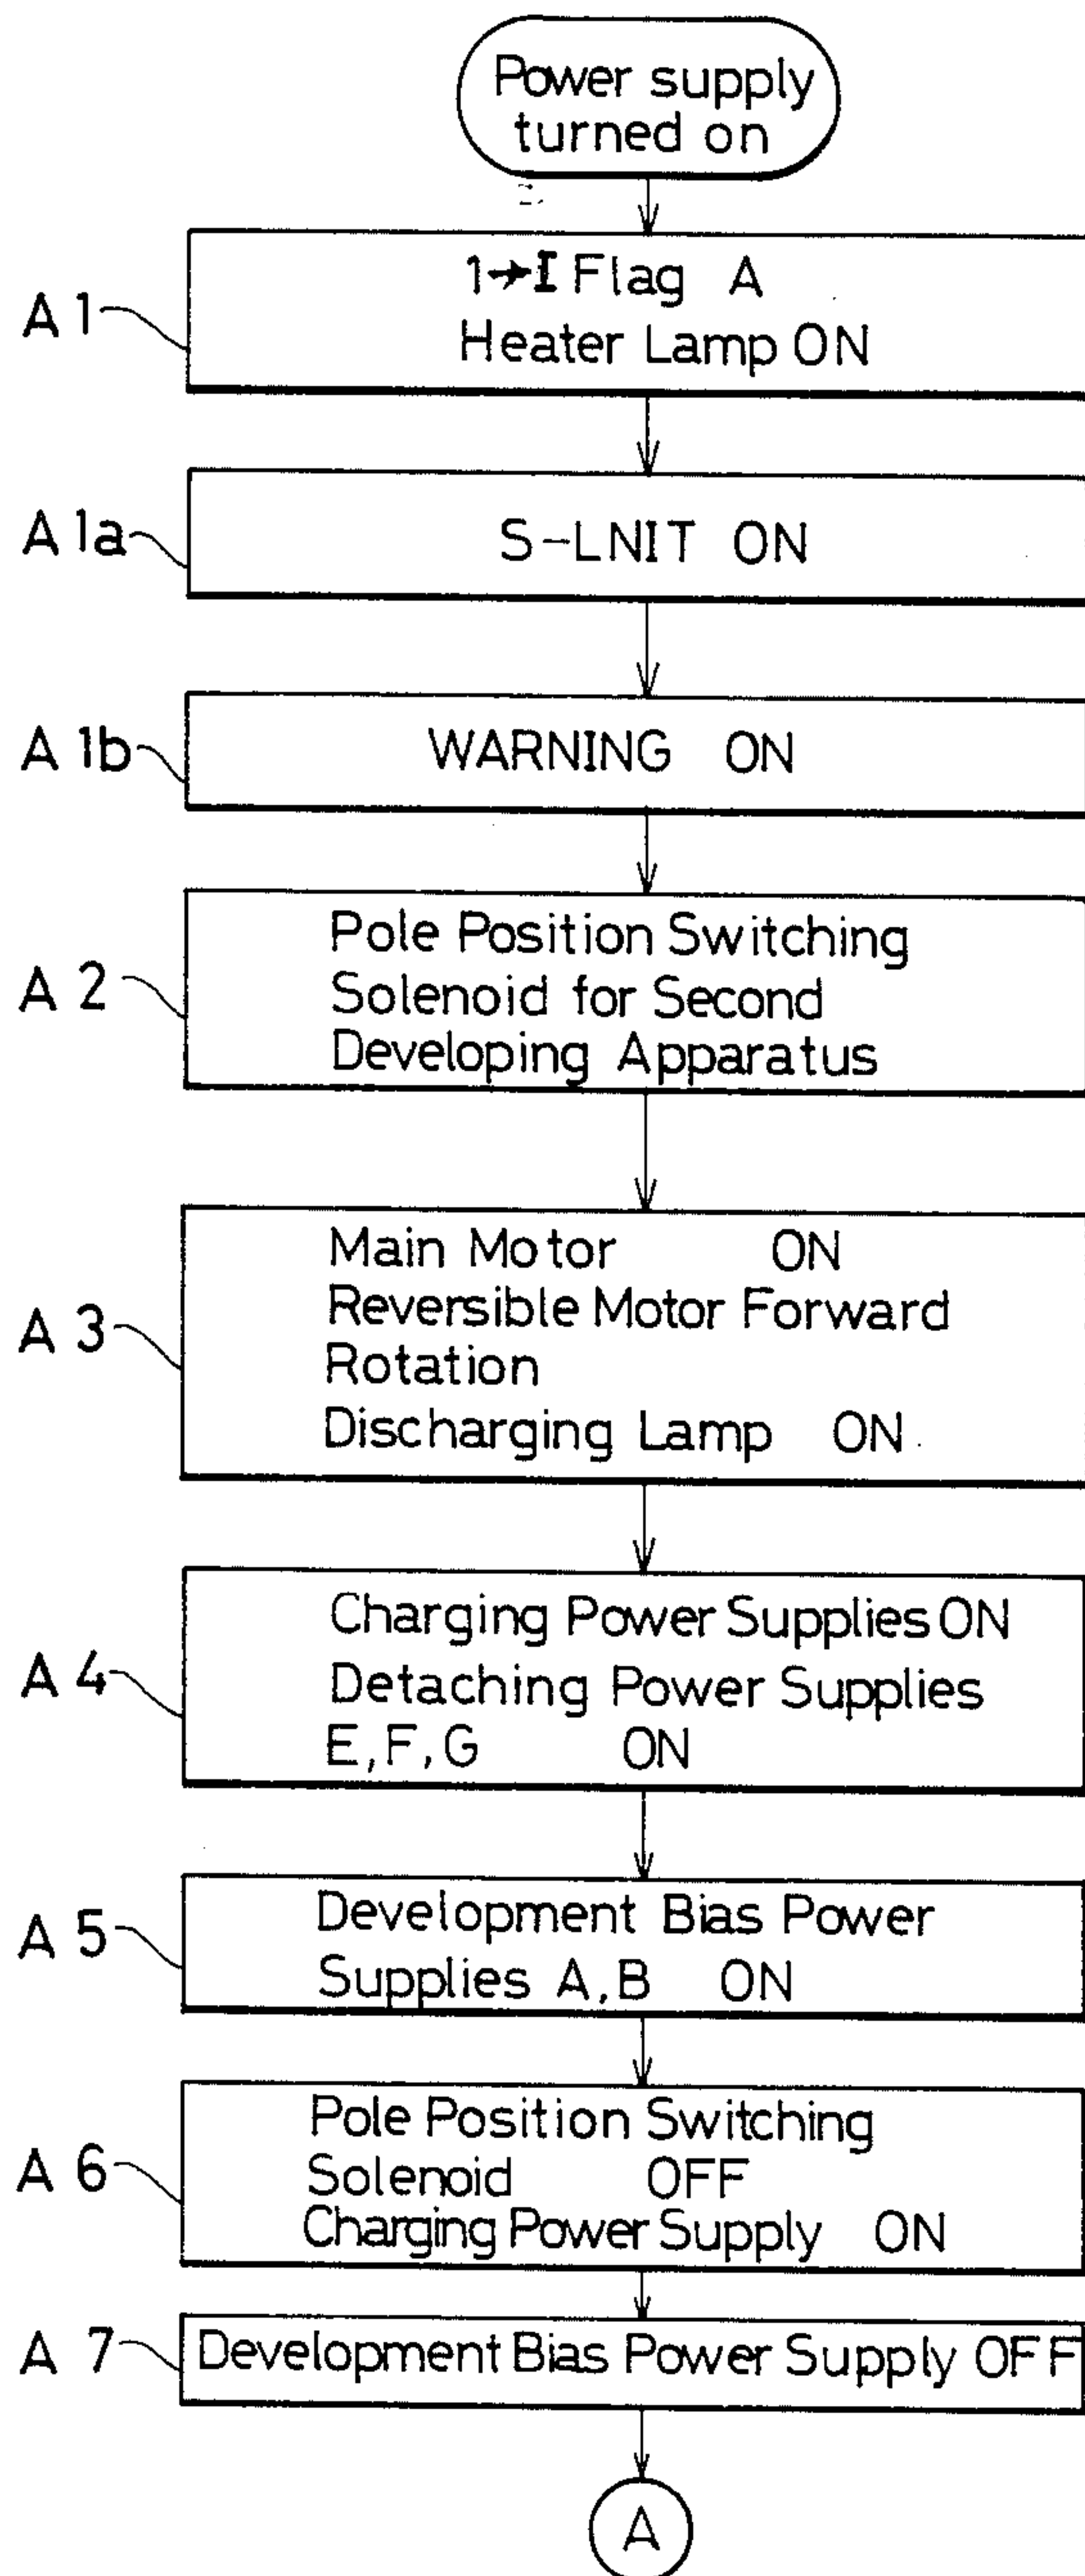 Power supply
turned on
A 1
1→I Flag A
Heater Lamp ON
A 1a
S-LNIT ON
A 1b
WARNING ON
A 2
Pole Position Switching
Solenoid for Second
Developing Apparatus
A 3
Main Motor ON
Reversible Motor Forward
Rotation
Discharging Lamp ON
A 4
Charging Power Supplies ON
Detaching Power Supplies
E, F, G ON
A 5
Development Bias Power
Supplies A, B ON
A 6
Pole Position Switching
Solenoid OFF
Charging Power Supply ON
A 7
Development Bias Power Supply OFF
A